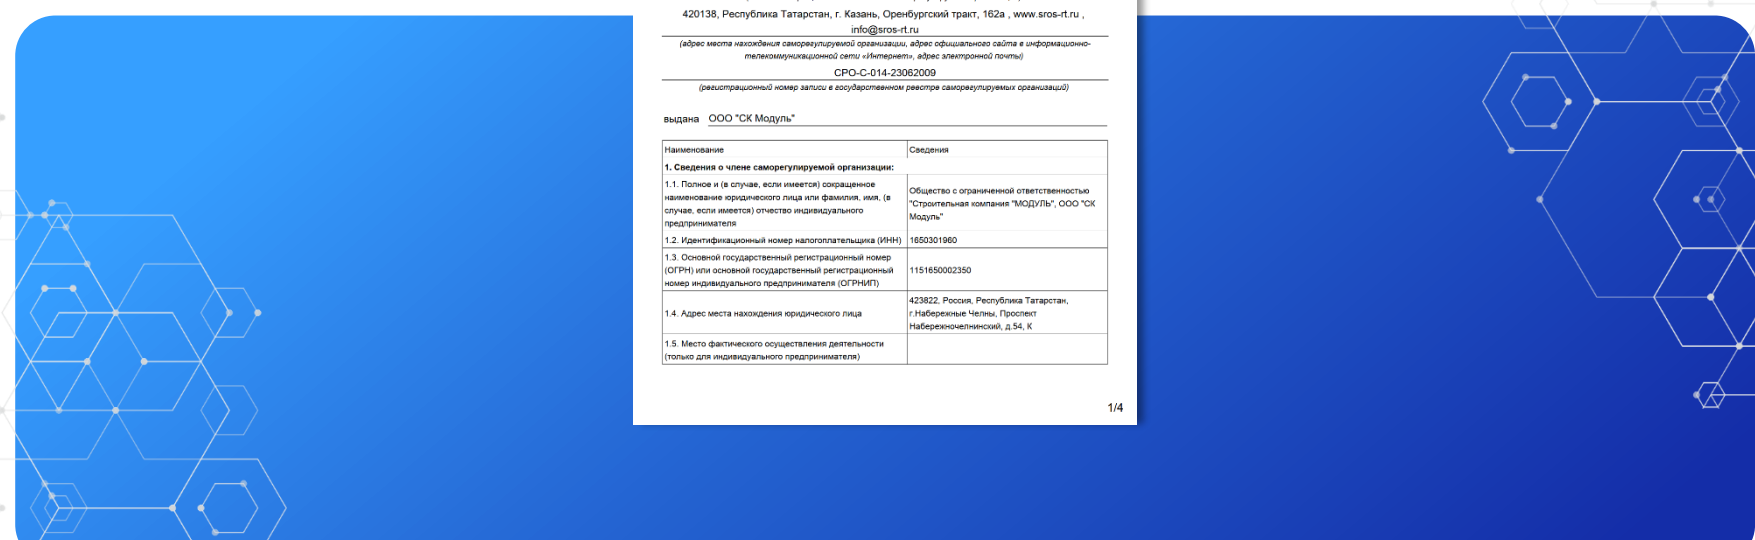 420138, Республика Татарстан, г. Казань, Оренбургский тракт, 162а , www.sros-rt.ru ,
info@sros-rt.ru
(адрес места нахождения саморегулируемой организации, адрес официального сайта в информационно-
телекоммуникационной сети «Интернет», адрес электронной почты)
СРО-С-014-23062009
(регистрационный номер записи в государственном реестре саморегулируемых организаций)
выдана ООО "СК Модуль"
Наименование Сведения
1. Сведения о члене саморегулируемой организации:
1.1. Полное и (в случае, если имеется) сокращенное
наименование юридического лица или фамилия, имя, (в
случае, если имеется) отчество индивидуального
предпринимателя
Общество с ограниченной ответственностью
"Строительная компания "МОДУЛЬ", ООО "СК
Модуль"
1.2. Идентификационный номер налогоплательщика (ИНН) 1650301960
1.3. Основной государственный регистрационный номер
(ОГРН) или основной государственный регистрационный
номер индивидуального предпринимателя (ОГРНИП)
1151650002350
1.4. Адрес места нахождения юридического лица
423822, Россия, Республика Татарстан,
г.Набережные Челны, Проспект
Набережночелнинский, д.54, К
1.5. Место фактического осуществления деятельности
(только для индивидуального предпринимателя)
1/4